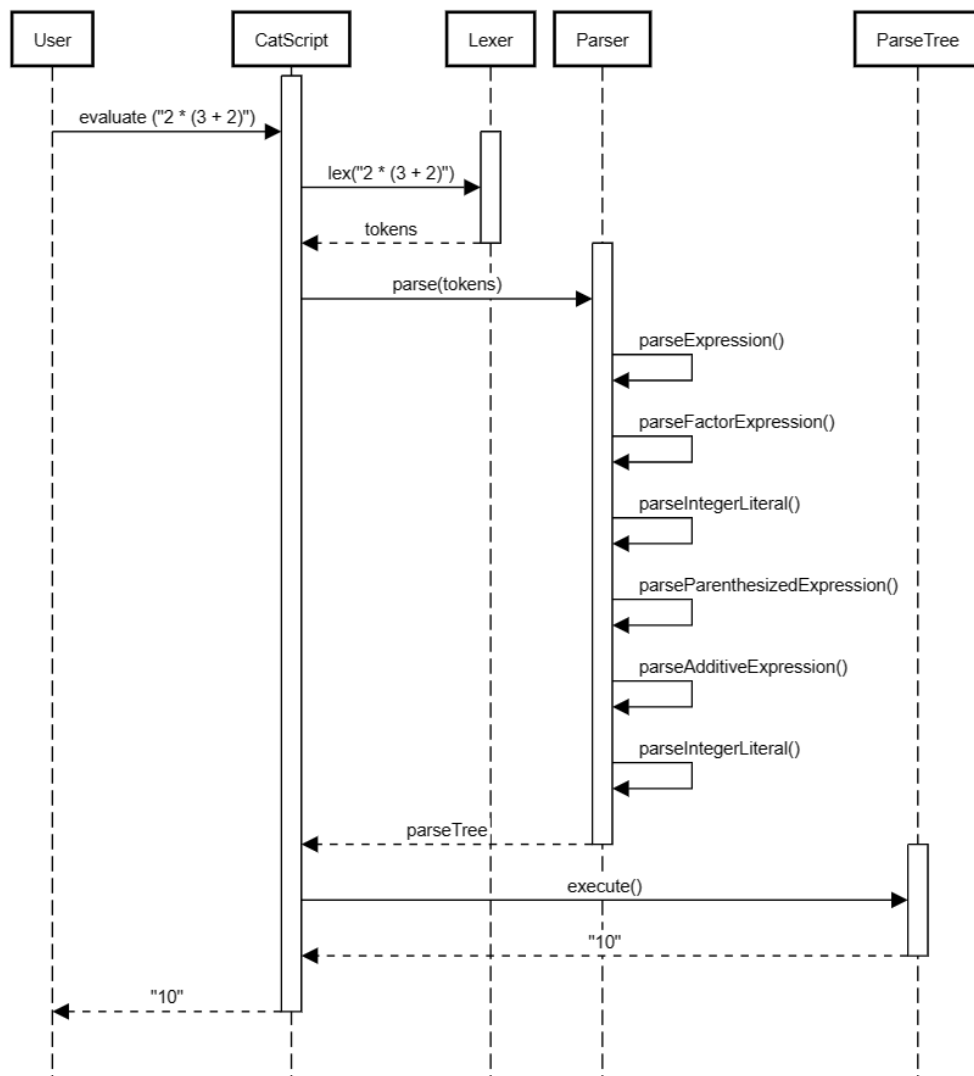 User
CatScript
Lexer
Parser
ParseTree
evaluate ("2 * (3 + 2)")
lex("2 * (3 + 2)")
tokens
parse(tokens)
parseExpression()
parseFactorExpression()
parseIntegerLiteral()
parseParenthesizedExpression()
parseAdditiveExpression()
parseIntegerLiteral()
parseTree
execute()
"10"
"10"